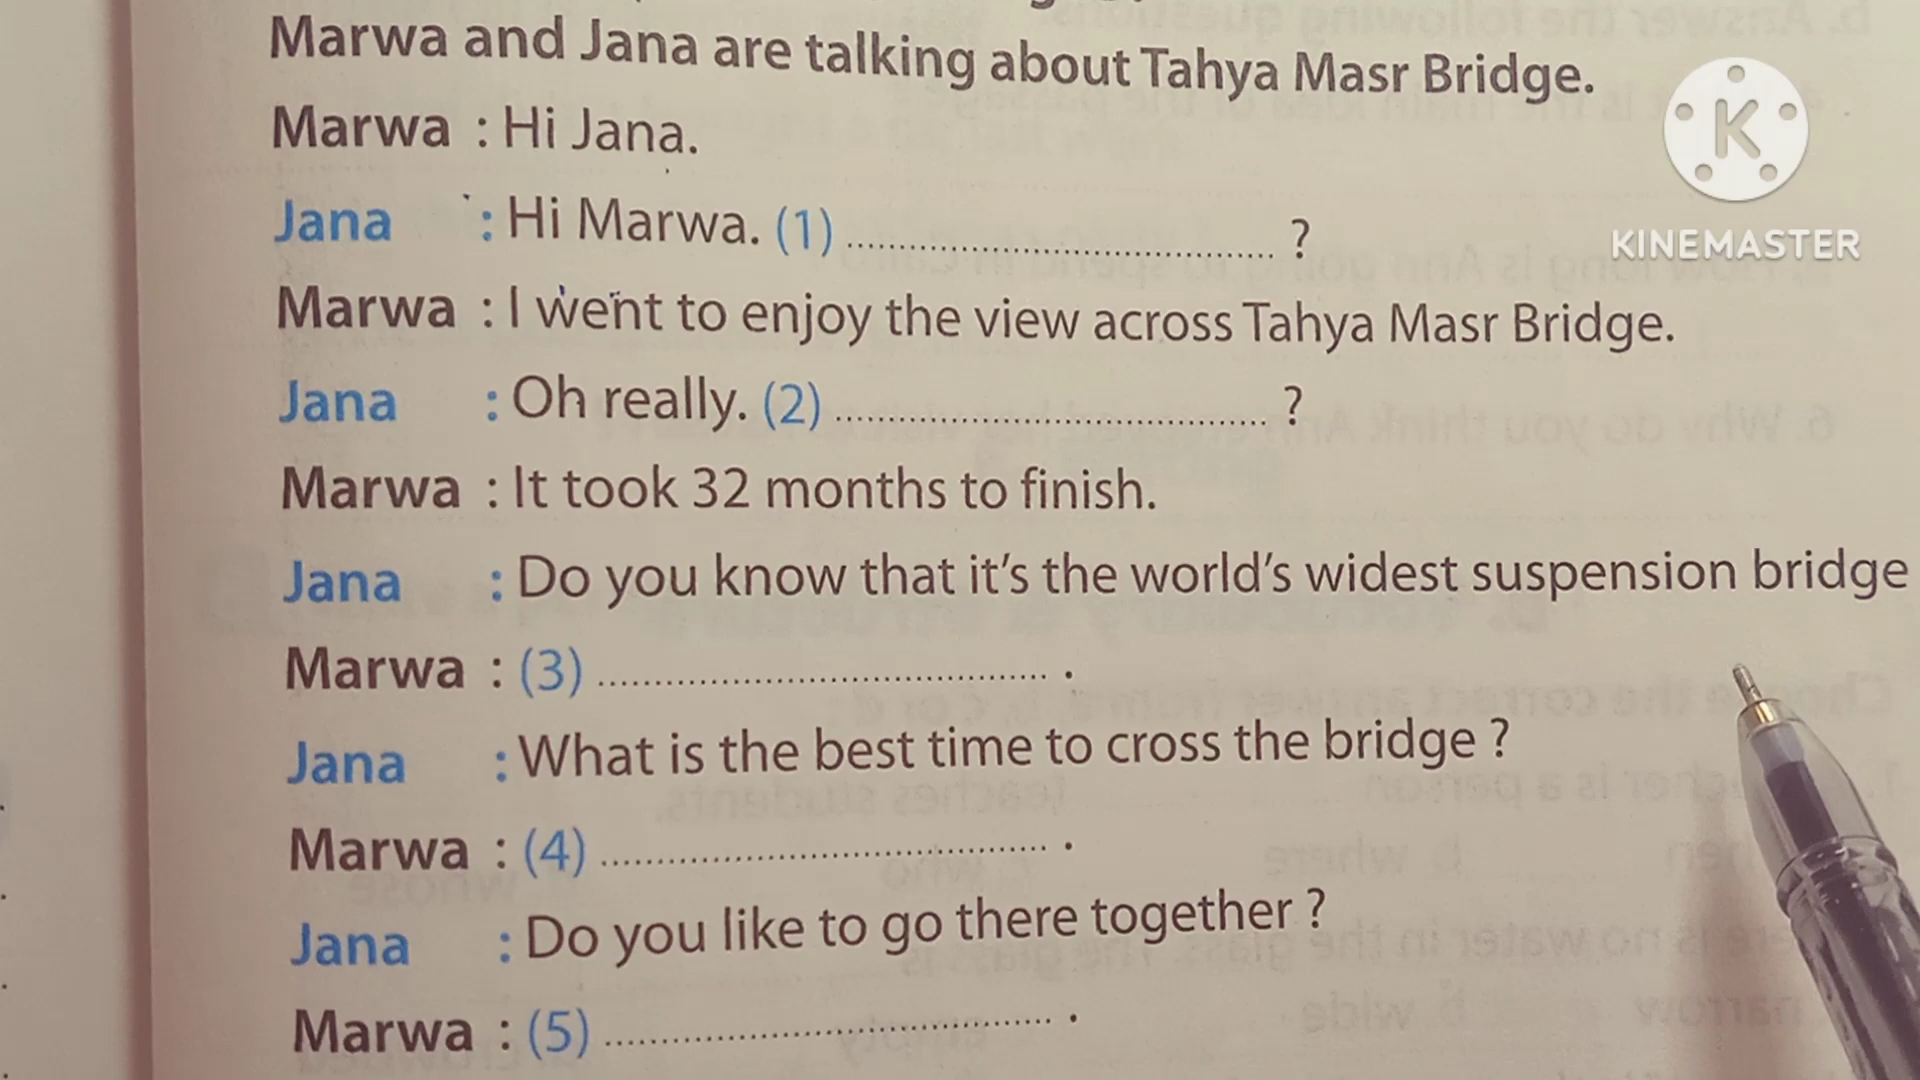 Marwa and Jana are talking about Tahya Masr Bridge.
Marwa : Hi Jana.
Jana : Hi Marwa. (1) ........................................ ?
Marwa : I went to enjoy the view across Tahya Masr Bridge.
Jana : Oh really. (2) ........................................ ?
Marwa : It took 32 months to finish.
Jana : Do you know that it's the world's widest suspension bridge
Marwa : (3) ........................................ .
Jana : What is the best time to cross the bridge ?
Marwa : (4) ........................................ .
Jana : Do you like to go there together ?
Marwa : (5) ........................................ .
K
KINEMASTER